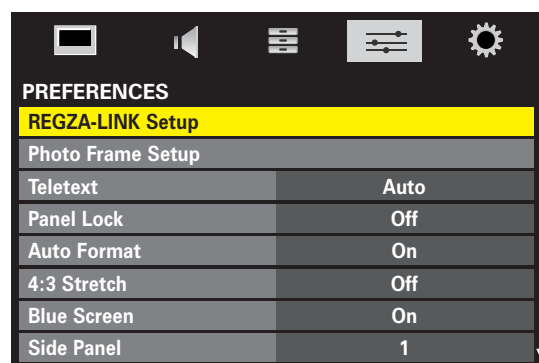 PREFERENCES
REGZA-LINK Setup
Photo Frame Setup
Teletext Auto
Panel Lock Off
Auto Format On
4:3 Stretch Off
Blue Screen On
Side Panel 1